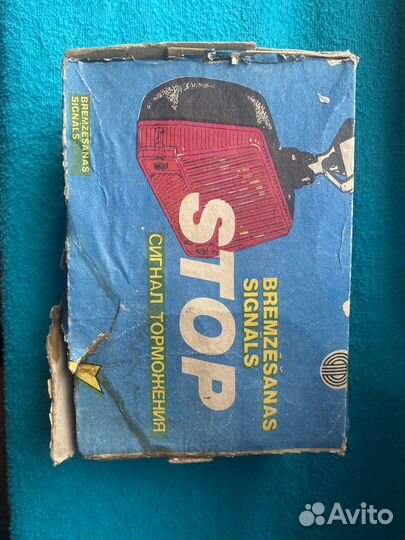 BREMZĒŠANAS
SIGNALS
STOP
BREMZĒŠANAS
SIGNALS
СИГНАЛ ТОРМОЖЕНИЯ
Avito